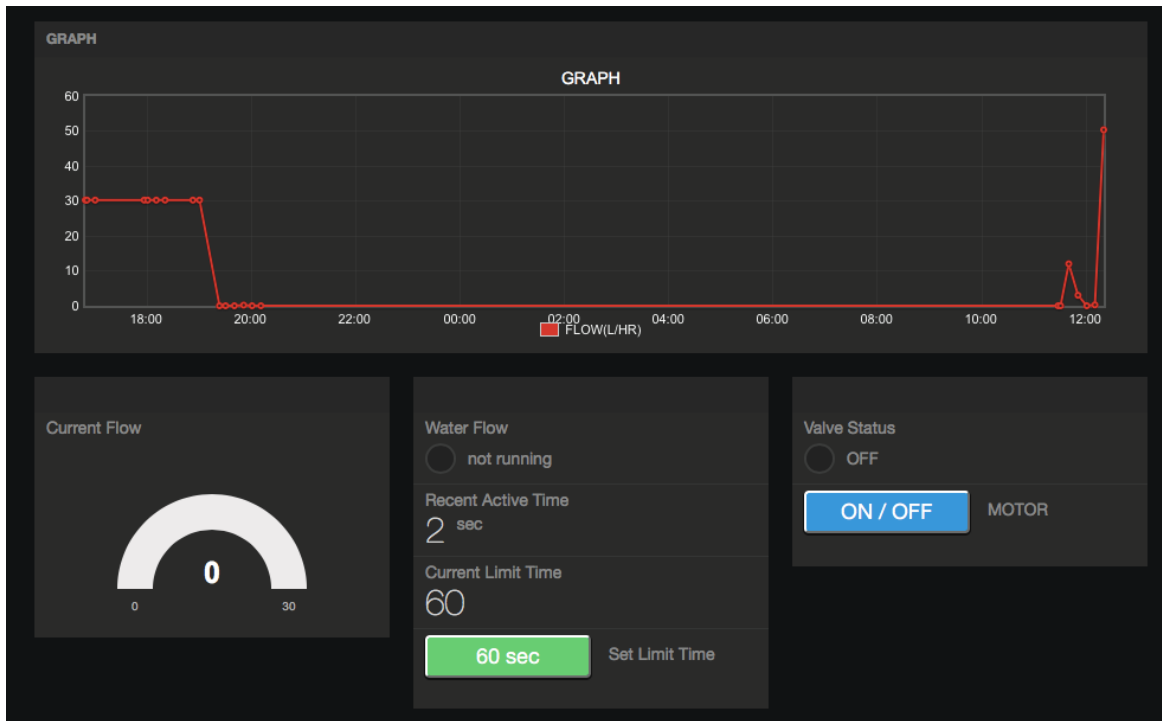 GRAPH
GRAPH
60
50
40
30
20
10
0
18:00 20:00 22:00 00:00 02:00 04:00 06:00 08:00 10:00 12:00
FLOW(L/HR)
Current Flow
0
0 30
Water Flow
not running
Recent Active Time
2 sec
Current Limit Time
60
60 sec Set Limit Time
Valve Status
OFF
ON / OFF MOTOR